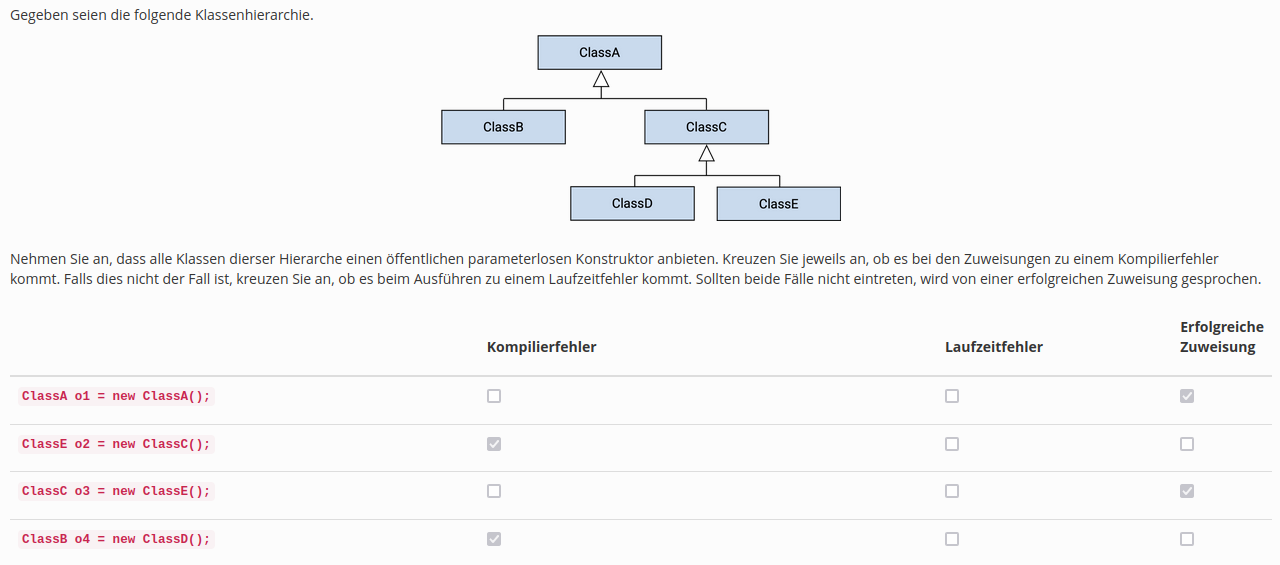 Gegeben seien die folgende Klassenhierarchie.
ClassA
ClassB ClassC
ClassD ClassE
Nehmen Sie an, dass alle Klassen dierser Hierarche einen öffentlichen parameterlosen Konstruktor anbieten. Kreuzen Sie jeweils an, ob es bei den Zuweisungen zu einem Kompilierfehler
kommt. Falls dies nicht der Fall ist, kreuzen Sie an, ob es beim Ausführen zu einem Laufzeitfehler kommt. Sollten beide Fälle nicht eintreten, wird von einer erfolgreichen Zuweisung gesprochen.
Kompilierfehler Laufzeitfehler Erfolgreiche
Zuweisung
ClassA o1 = new ClassA();
ClassE o2 = new ClassC();
ClassC o3 = new ClassE();
ClassB o4 = new ClassD();